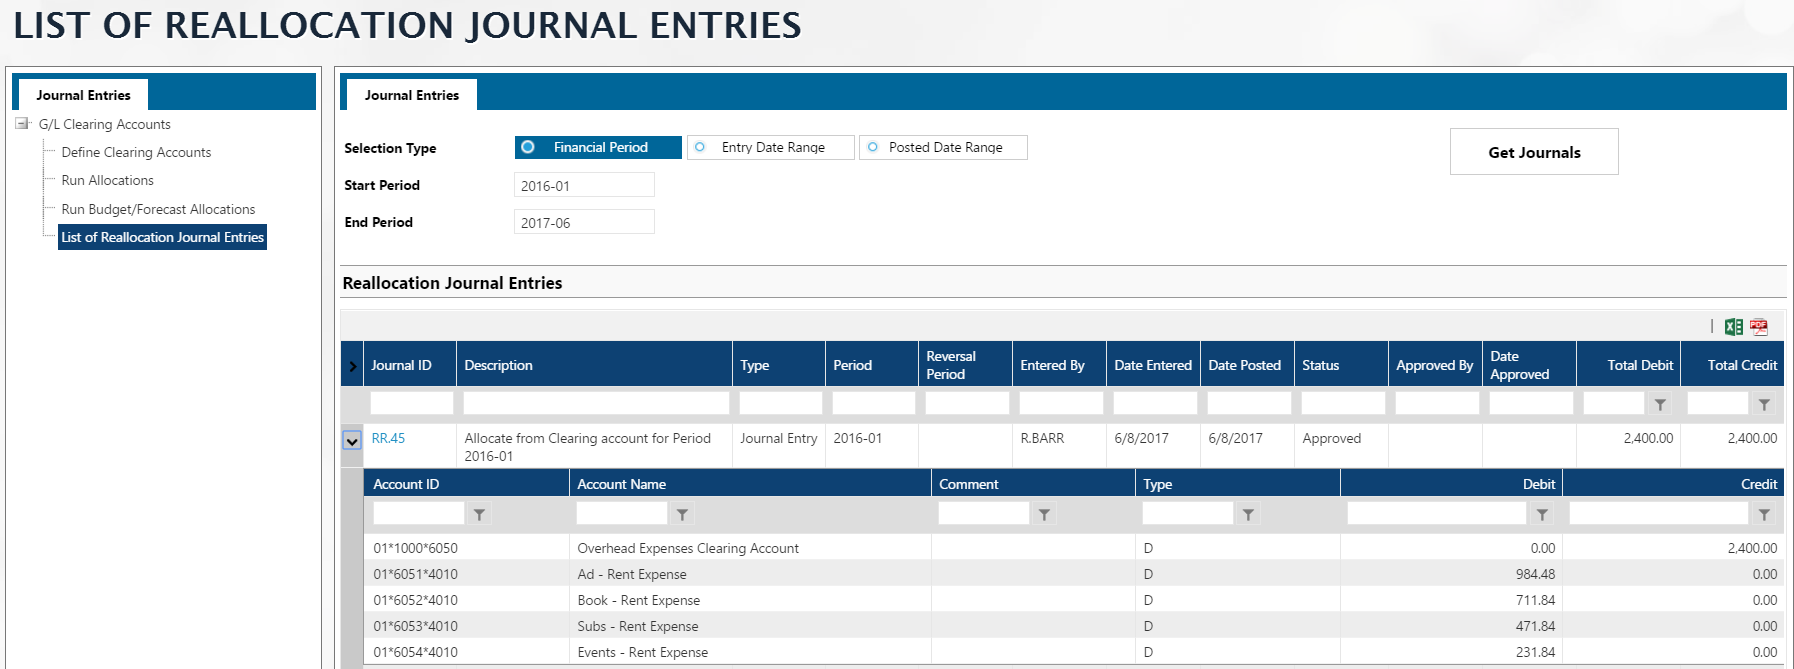 LIST OF REALLOCATION JOURNAL ENTRIES
Journal Entries
G/L Clearing Accounts
Define Clearing Accounts
Run Allocations
Run Budget/Forecast Allocations
List of Reallocation Journal Entries
Journal Entries
Selection Type Financial Period Entry Date Range Posted Date Range
Get Journals
Start Period 2016-01
End Period 2017-06
Reallocation Journal Entries
PDF
Journal ID Description Type Period Reversal Period Entered By Date Entered Date Posted Status Approved By Date Approved Total Debit Total Credit
RR.45 Allocate from Clearing account for Period 2016-01 Journal Entry 2016-01 R.BARR 6/8/2017 6/8/2017 Approved 2,400.00 2,400.00
Account ID Account Name Comment Type Debit Credit
01*1000*6050 Overhead Expenses Clearing Account D 0.00 2,400.00
01*6051*4010 Ad - Rent Expense D 984.48 0.00
01*6052*4010 Book - Rent Expense D 711.84 0.00
01*6053*4010 Subs - Rent Expense D 471.84 0.00
01*6054*4010 Events - Rent Expense D 231.84 0.00